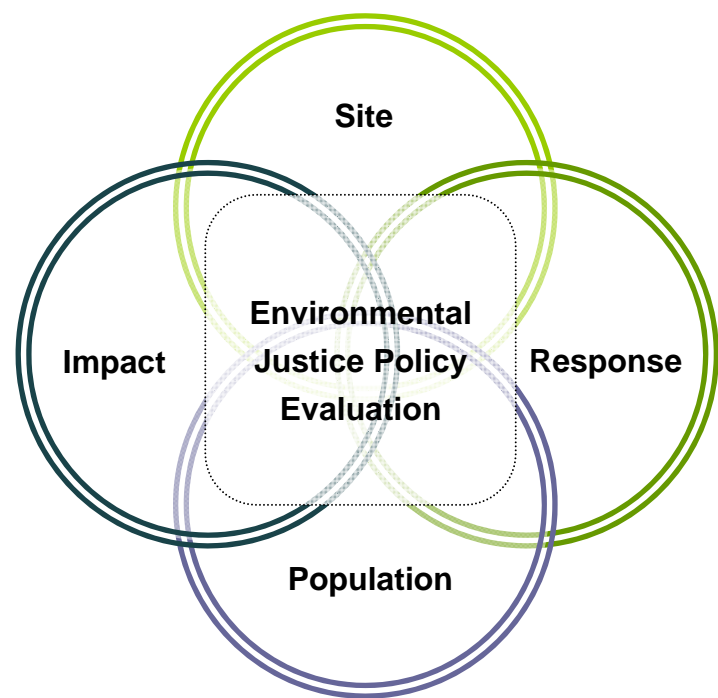 Site
Environmental
Justice Policy
Evaluation
Impact
Response
Population